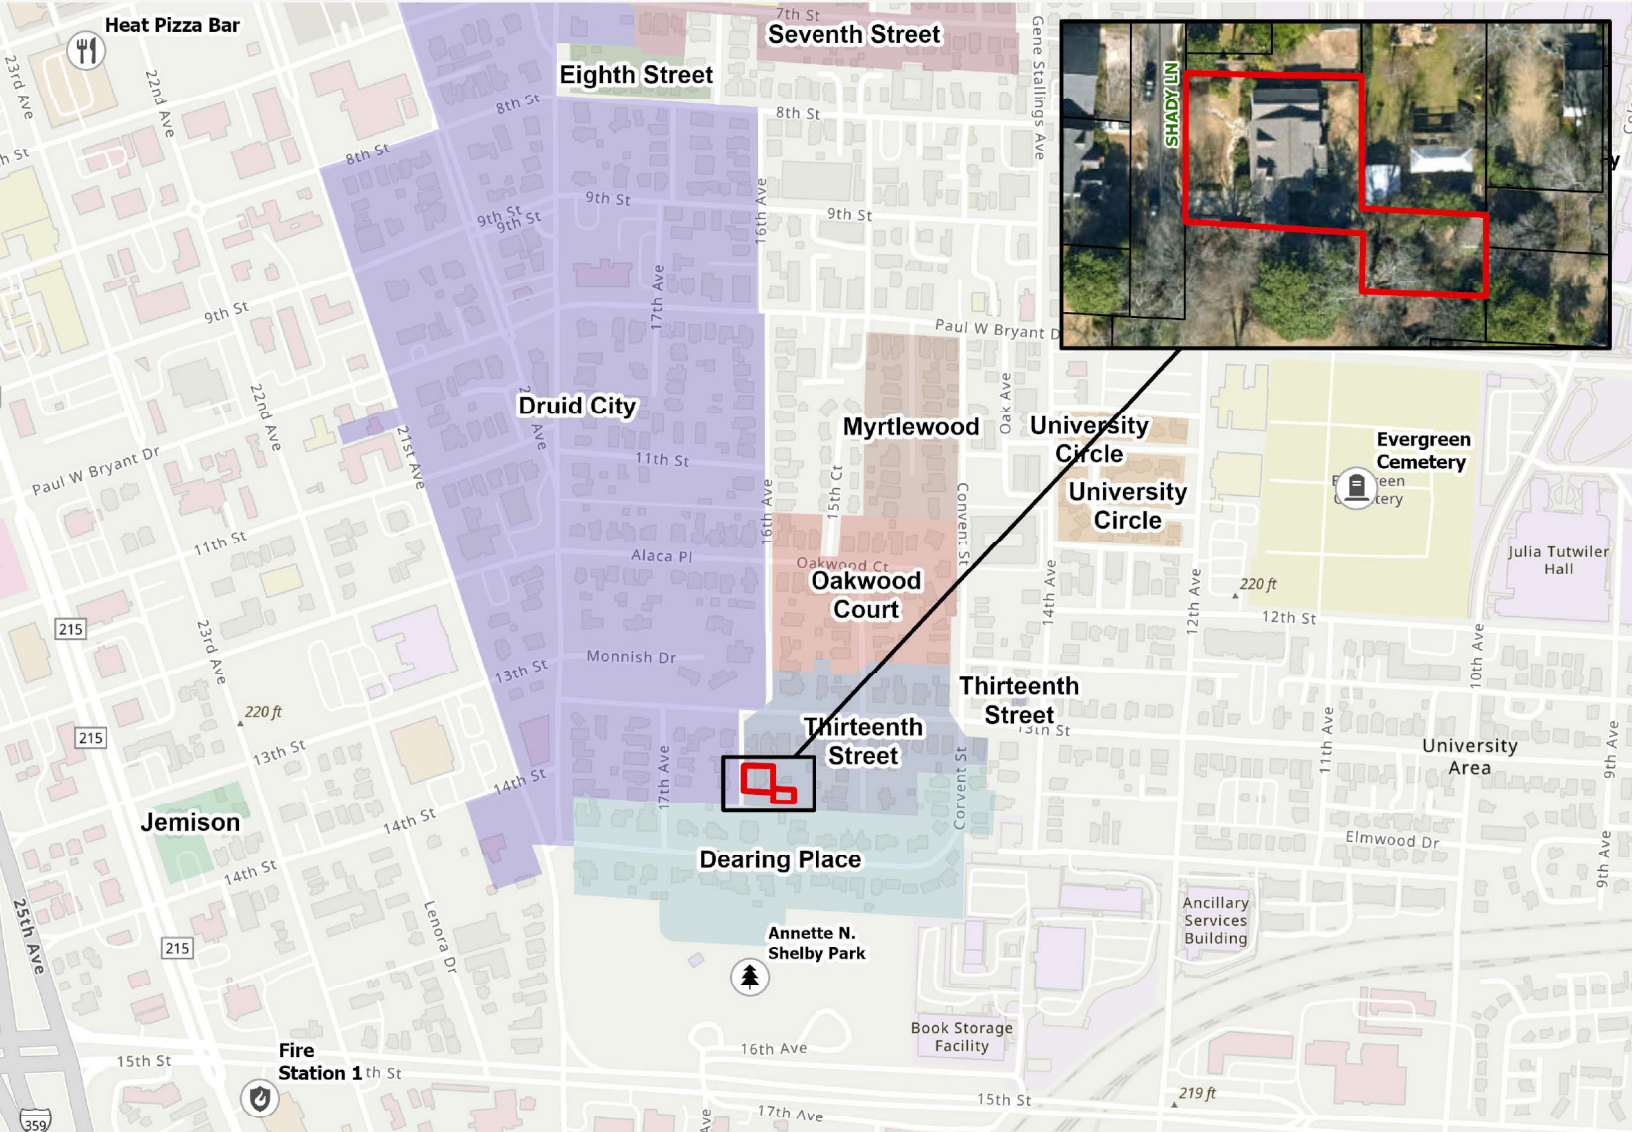 Heat Pizza Bar
7th St
Seventh Street
Gene Stallings Ave
23rd Ave
22nd Ave
Eighth Street
8th St
8th St
8th St
SHADY LN
9th St
9th St
9th St
9th St
16th Ave
9th St
17th Ave
Paul W Bryant D
22nd Ave
Druid City
21st Ave
Oak Ave
Myrtlewood
University
Circle
University
Circle
Evergreen
Cemetery
Paul W Bryant Dr
11th St
15th Ct
16th Ave
Convent St
11th St
Alaca Pl
Oakwood Ct
Oakwood
Court
Julia Tutwiler
Hall
220 ft
12th St
14th Ave
12th Ave
10th Ave
215
23rd Ave
Monnish Dr
13th St
Thirteenth
Street
Thirteenth
Street
13th St
220 ft
215
13th St
11th Ave
University
Area
9th Ave
14th St
17th Ave
Convent St
Jemison
14th St
Elmwood Dr
Dearing Place
14th St
9th Ave
25th Ave
Lenora Dr
215
Annette N.
Shelby Park
Ancillary
Services
Building
Book Storage
Facility
Fire
Station 1
15th St
th St
16th Ave
15th St
219 ft
17th Ave
Ave
359